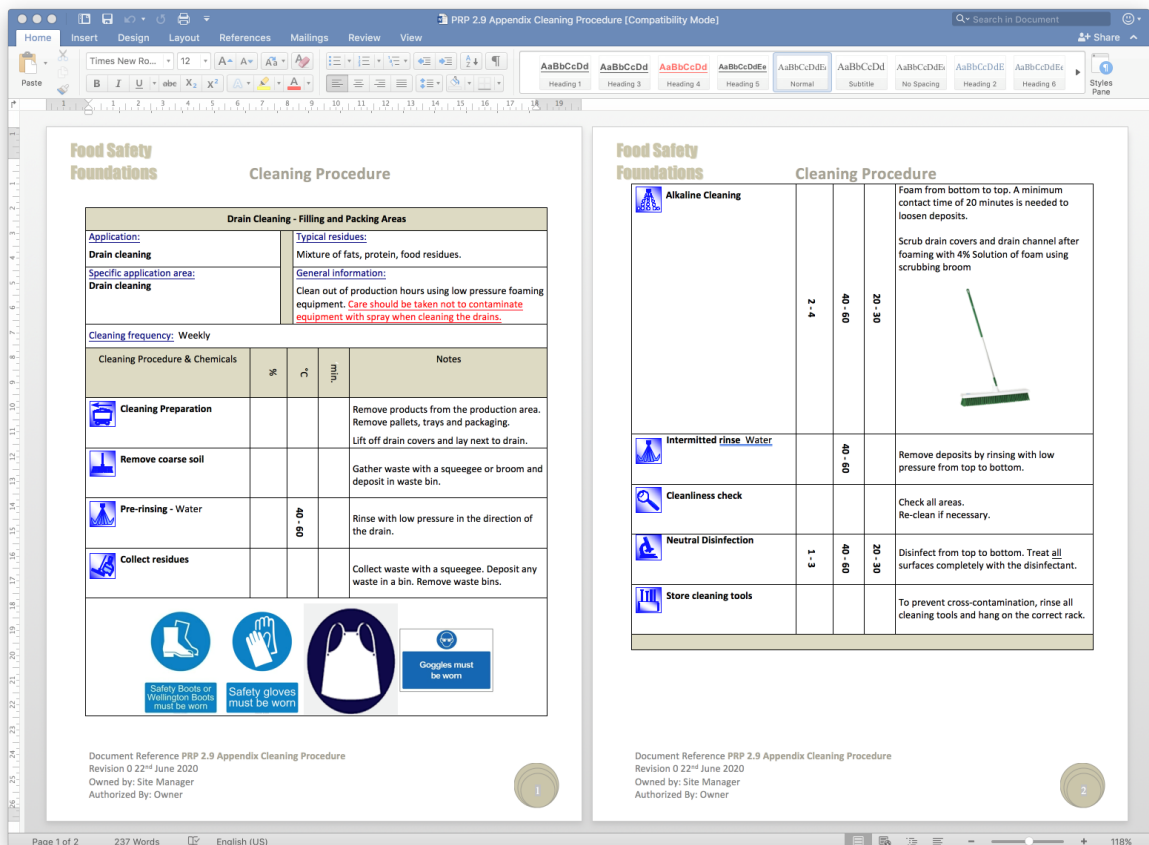 PRP 2.9 Appendix Cleaning Procedure [Compatibility Mode]
Search in Document
Home Insert Design Layout References Mailings Review View
Share
Paste
Times New Ro... 12
AaBbCcDd AaBbCcDd AaBbCcDd AaBbCcDdEe AaBbCcDdEe AaBbCcDd AaBbCcDdEe AaBbCcDdE AaBbCcDdEe
Heading 1 Heading 3 Heading 4 Heading 5 Normal Subtitle No Spacing Heading 2 Heading 6
Styles
Pane
Food Safety
Foundations
Cleaning Procedure
Drain Cleaning - Filling and Packing Areas
Application:
Drain cleaning
Typical residues:
Mixture of fats, protein, food residues.
Specific application area:
Drain cleaning
General information:
Clean out of production hours using low pressure foaming
equipment. Care should be taken not to contaminate
equipment with spray when cleaning the drains.
Cleaning frequency: Weekly
Cleaning Procedure & Chemicals % °C min. Notes
Cleaning Preparation
Remove products from the production area.
Remove pallets, trays and packaging.
Lift off drain covers and lay next to drain.
Remove coarse soil
Gather waste with a squeegee or broom and
deposit in waste bin.
Pre-rinsing - Water
40 - 60
Rinse with low pressure in the direction of
the drain.
Collect residues
Collect waste with a squeegee. Deposit any
waste in a bin. Remove waste bins.
Safety Boots or
Wellington Boots
must be worn
Safety gloves
must be worn
Goggles must
be worn
Document Reference PRP 2.9 Appendix Cleaning Procedure
Revision 0 22nd June 2020
Owned by: Site Manager
Authorized By: Owner
1
Food Safety
Foundations
Cleaning Procedure
Alkaline Cleaning
2 - 4
40 - 60
20 - 30
Foam from bottom to top. A minimum
contact time of 20 minutes is needed to
loosen deposits.
Scrub drain covers and drain channel after
foaming with 4% Solution of foam using
scrubbing broom
Intermitted rinse Water
40 - 60
Remove deposits by rinsing with low
pressure from top to bottom.
Cleanliness check
Check all areas.
Re-clean if necessary.
Neutral Disinfection
1 - 3
40 - 60
20 - 30
Disinfect from top to bottom. Treat all
surfaces completely with the disinfectant.
Store cleaning tools
To prevent cross-contamination, rinse all
cleaning tools and hang on the correct rack.
Document Reference PRP 2.9 Appendix Cleaning Procedure
Revision 0 22nd June 2020
Owned by: Site Manager
Authorized By: Owner
2
Page 1 of 2 237 Words English (US) 118%